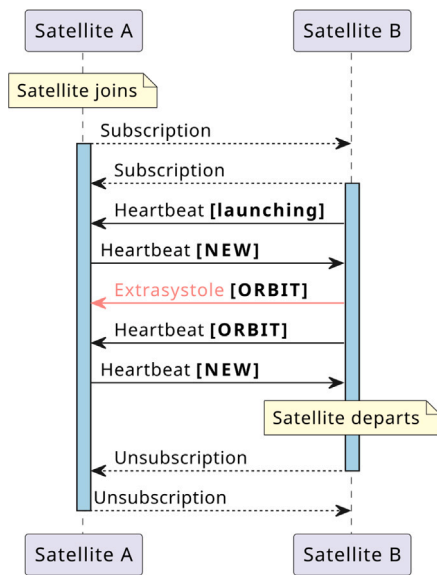 Satellite A
Satellite B
Satellite joins
Subscription
Subscription
Heartbeat [launching]
Heartbeat [NEW]
Extrasystole [ORBIT]
Heartbeat [ORBIT]
Heartbeat [NEW]
Satellite departs
Unsubscription
Unsubscription
Satellite A
Satellite B